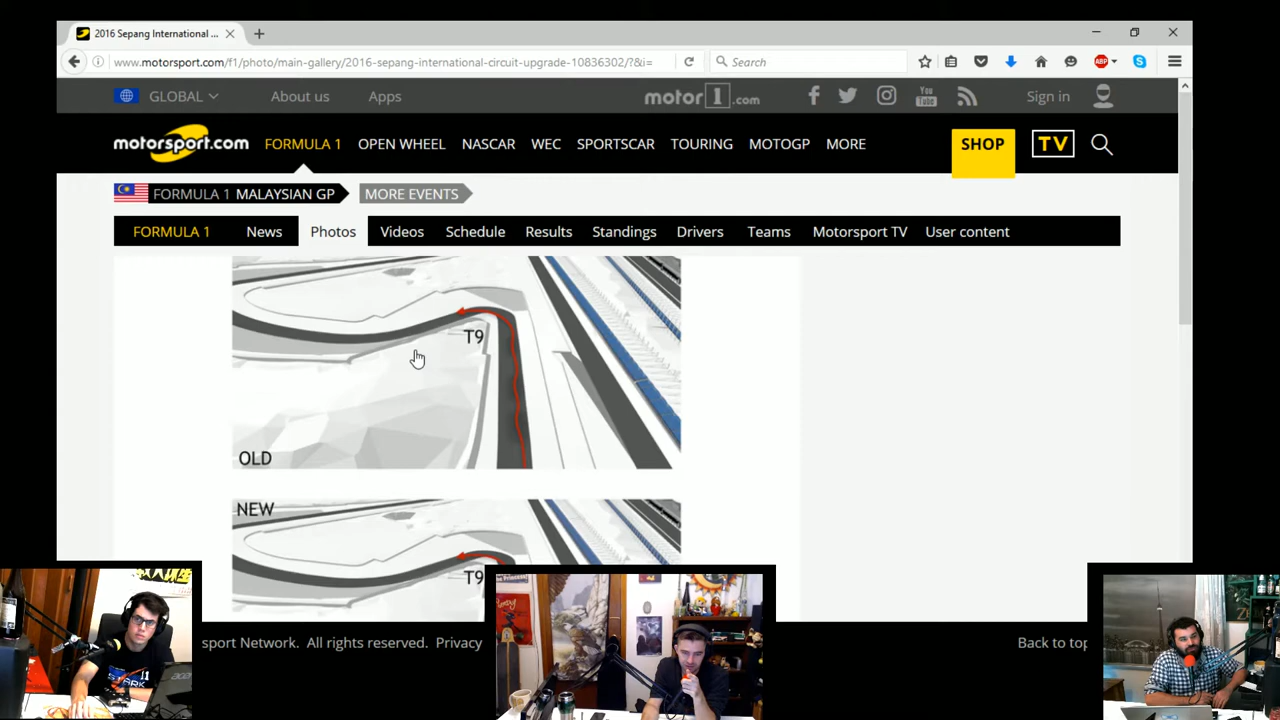 2016 Sepang International ...
www.motorsport.com/f1/photo/main-gallery/2016-sepang-international-circuit-upgrade-10836302/?&i=
Search
ABP
GLOBAL
About us
Apps
motor1.com
You Tube
Sign in
motorsport.com
FORMULA 1
OPEN WHEEL
NASCAR
WEC
SPORTSCAR
TOURING
MOTOGP
MORE
SHOP
TV
FORMULA 1 MALAYSIAN GP
MORE EVENTS
FORMULA 1
News
Photos
Videos
Schedule
Results
Standings
Drivers
Teams
Motorsport TV
User content
T9
OLD
NEW
T9
sport Network. All rights reserved. Privacy
Back to top